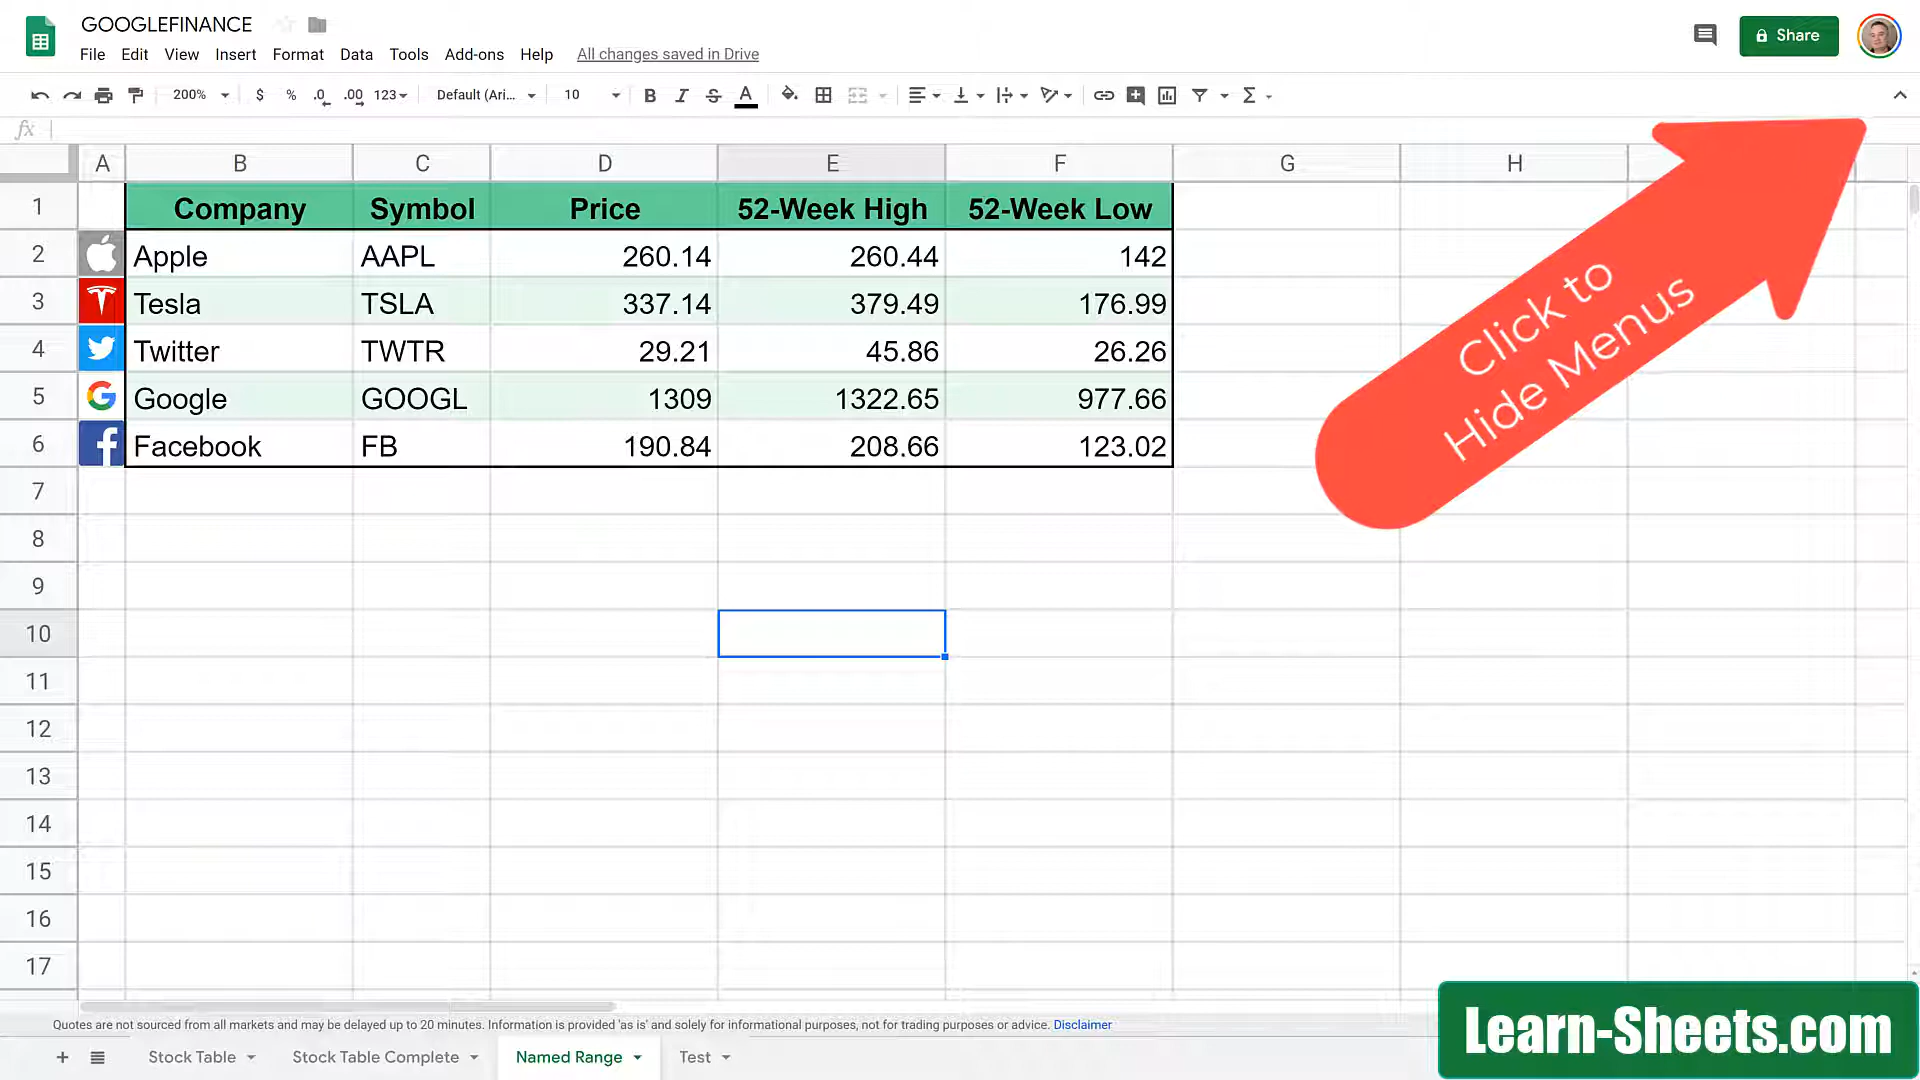 GOOGLEFINANCE
File Edit View Insert Format Data Tools Add-ons Help All changes saved in Drive
Share
200% $ % .0 .00 123 Default (Ari... 10 B I S A Σ
fx
A B C D E F G H
1 Company Symbol Price 52-Week High 52-Week Low
2 Apple AAPL 260.14 260.44 142
3 Tesla TSLA 337.14 379.49 176.99
4 Twitter TWTR 29.21 45.86 26.26
5 Google GOOGL 1309 1322.65 977.66
6 Facebook FB 190.84 208.66 123.02
7
8
9
10
11
12
13
14
15
16
17
Click to
Hide Menus
Quotes are not sourced from all markets and may be delayed up to 20 minutes. Information is provided 'as is' and solely for informational purposes, not for trading purposes or advice. Disclaimer
Stock Table Stock Table Complete Named Range Test
Learn-Sheets.com